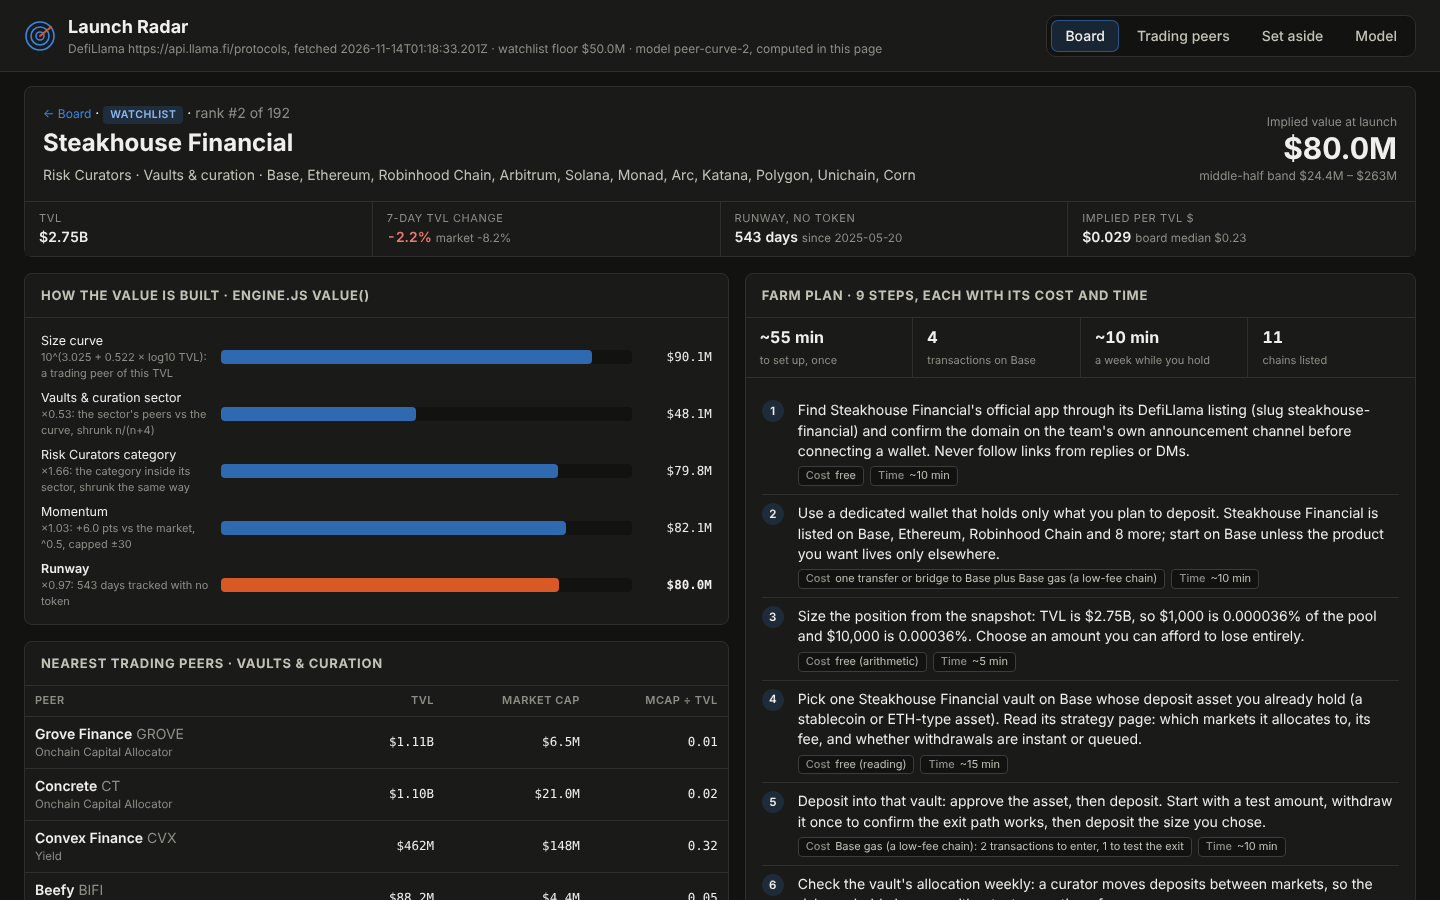 Launch Radar
DefiLlama https://api.llama.fi/protocols, fetched 2026-11-14T01:18:33.201Z · watchlist floor $50.0M · model peer-curve-2, computed in this page
Board
Trading peers
Set aside
Model
← Board · WATCHLIST · rank #2 of 192
Steakhouse Financial
Risk Curators · Vaults & curation · Base, Ethereum, Robinhood Chain, Arbitrum, Solana, Monad, Arc, Katana, Polygon, Unichain, Corn
Implied value at launch
$80.0M
middle-half band $24.4M – $263M
TVL
$2.75B
7-DAY TVL CHANGE
-2.2% market -8.2%
RUNWAY, NO TOKEN
543 days since 2025-05-20
IMPLIED PER TVL $
$0.029 board median $0.23
HOW THE VALUE IS BUILT · ENGINE.JS VALUE()
Size curve
10^(3.025 + 0.522 × log10 TVL):
a trading peer of this TVL
$90.1M
Vaults & curation sector
×0.53: the sector's peers vs the
curve, shrunk n/(n+4)
$48.1M
Risk Curators category
×1.66: the category inside its
sector, shrunk the same way
$79.8M
Momentum
×1.03: +6.0 pts vs the market,
^0.5, capped ±30
$82.1M
Runway
×0.97: 543 days tracked with no
token
$80.0M
NEAREST TRADING PEERS · VAULTS & CURATION
PEER TVL MARKET CAP MCAP ÷ TVL
Grove Finance GROVE
Onchain Capital Allocator
$1.11B $6.5M 0.01
Concrete CT
Onchain Capital Allocator
$1.10B $21.0M 0.02
Convex Finance CVX
Yield
$462M $148M 0.32
Beefy BIFI
$88.2M $4.4M 0.05
FARM PLAN · 9 STEPS, EACH WITH ITS COST AND TIME
~55 min
to set up, once
4
transactions on Base
~10 min
a week while you hold
11
chains listed
1
Find Steakhouse Financial's official app through its DefiLlama listing (slug steakhouse-
financial) and confirm the domain on the team's own announcement channel before
connecting a wallet. Never follow links from replies or DMs.
Cost free Time ~10 min
2
Use a dedicated wallet that holds only what you plan to deposit. Steakhouse Financial is
listed on Base, Ethereum, Robinhood Chain and 8 more; start on Base unless the product
you want lives only elsewhere.
Cost one transfer or bridge to Base plus Base gas (a low-fee chain) Time ~10 min
3
Size the position from the snapshot: TVL is $2.75B, so $1,000 is 0.000036% of the pool
and $10,000 is 0.00036%. Choose an amount you can afford to lose entirely.
Cost free (arithmetic) Time ~5 min
4
Pick one Steakhouse Financial vault on Base whose deposit asset you already hold (a
stablecoin or ETH-type asset). Read its strategy page: which markets it allocates to, its
fee, and whether withdrawals are instant or queued.
Cost free (reading) Time ~15 min
5
Deposit into that vault: approve the asset, then deposit. Start with a test amount, withdraw
it once to confirm the exit path works, then deposit the size you chose.
Cost Base gas (a low-fee chain): 2 transactions to enter, 1 to test the exit Time ~10 min
6
Check the vault's allocation weekly: a curator moves deposits between markets, so the